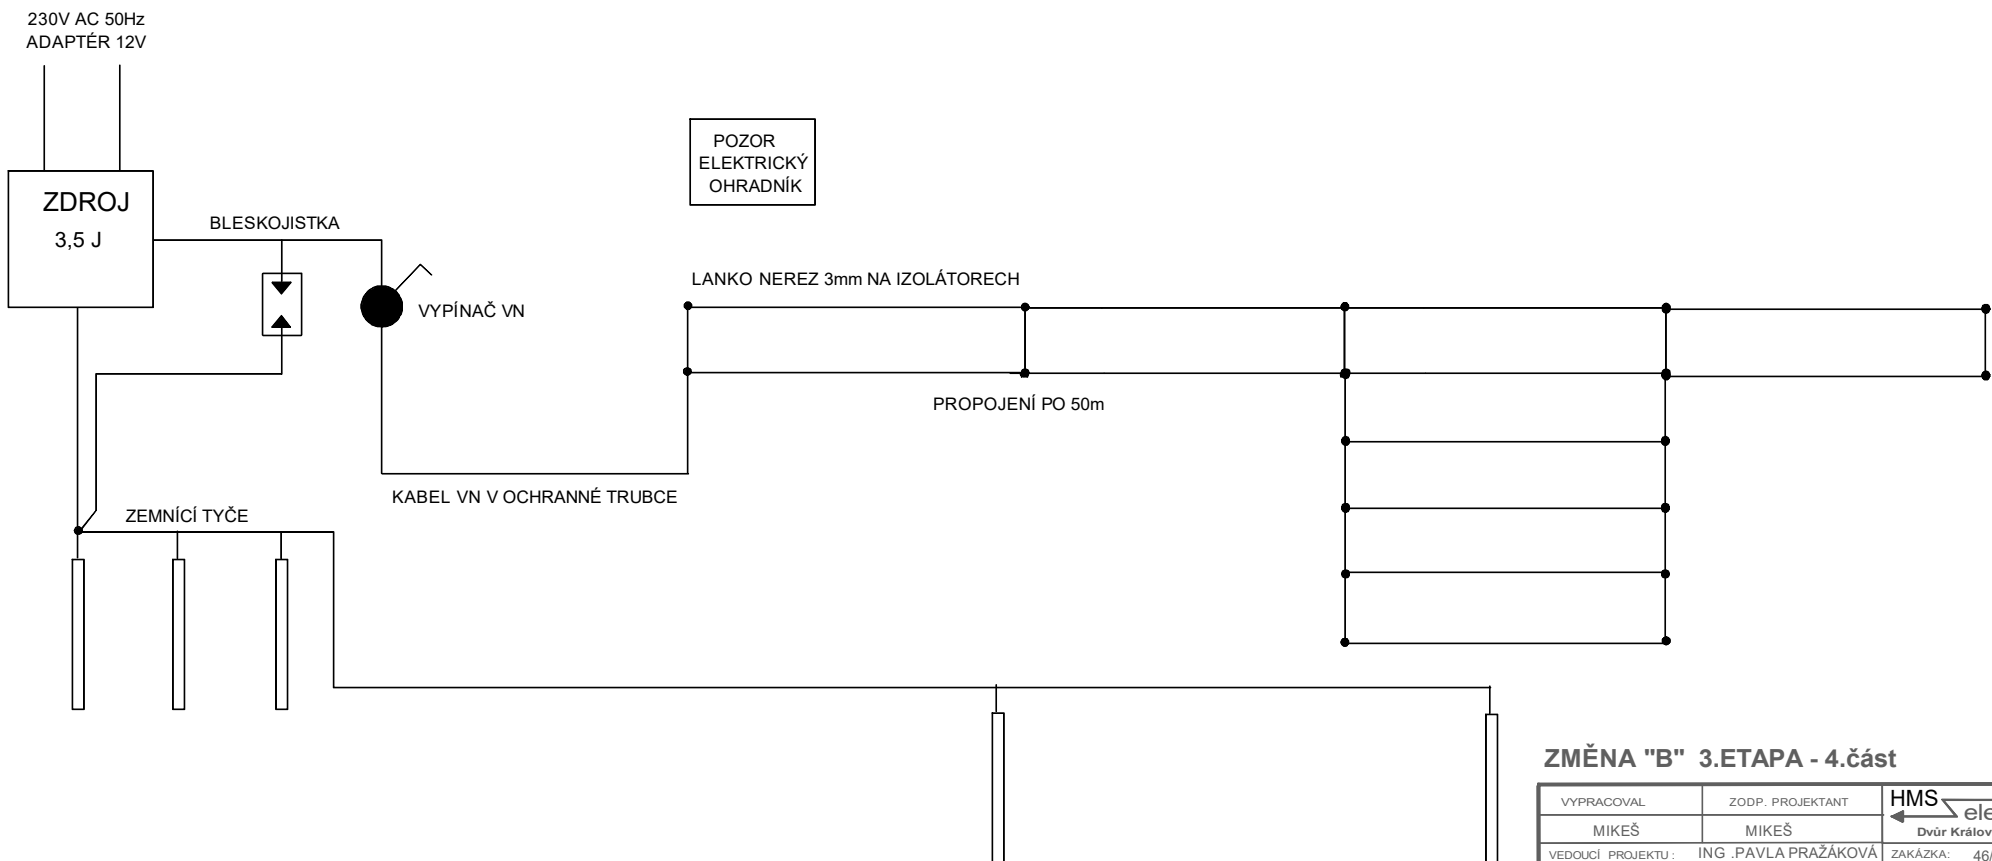 230V AC 50Hz
ADAPTÉR 12V
ZDROJ
3,5 J
BLESKOJISTKA
VYPÍNAČ VN
POZOR
ELEKTRICKÝ
OHRADNÍK
LANKO NEREZ 3mm NA IZOLÁTORECH
PROPOJENÍ PO 50m
KABEL VN V OCHRANNÉ TRUBCE
ZEMNÍCÍ TYČE
ZMĚNA "B" 3.ETAPA - 4.část
VYPRACOVAL
ZODP. PROJEKTANT
HMS
MIKEŠ
MIKEŠ
Dvůr
VEDOUCÍ PROJEKTU :
ING .PAVLA PRAŽÁKOVÁ
ZAKÁZKA: